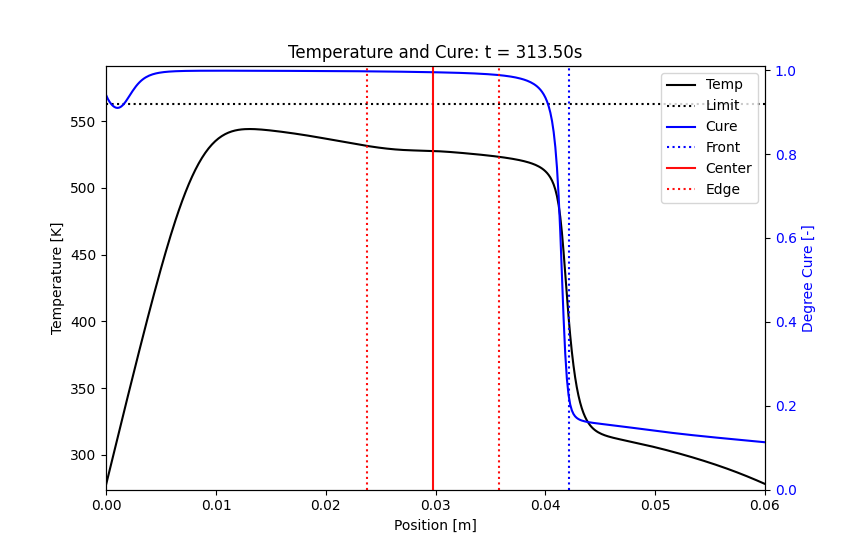 Temperature and Cure: t = 313.50s
Temperature [K]
550
500
450
400
350
300
0.00
0.01
0.02
0.03
0.04
0.05
0.06
Position [m]
1.0
0.8
0.6
0.4
0.2
0.0
Degree Cure [-]
Temp
Limit
Cure
Front
Center
Edge